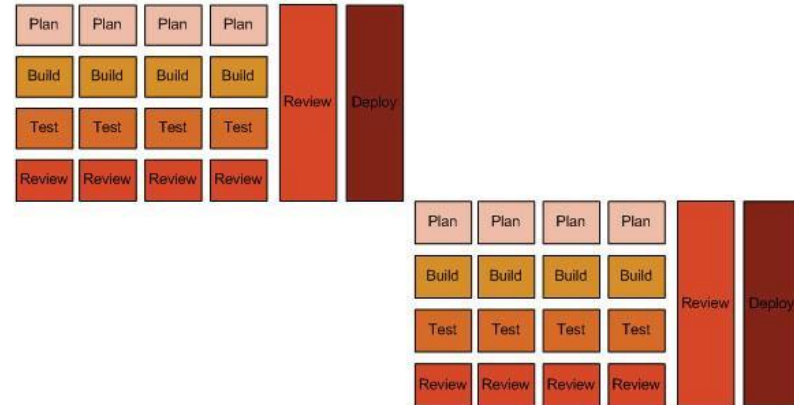 Plan Plan Plan Plan
Build Build Build Build
Review Deploy
Test Test Test Test
Review Review Review Review
Plan Plan Plan Plan
Build Build Build Build
Review Deploy
Test Test Test Test
Review Review Review Review